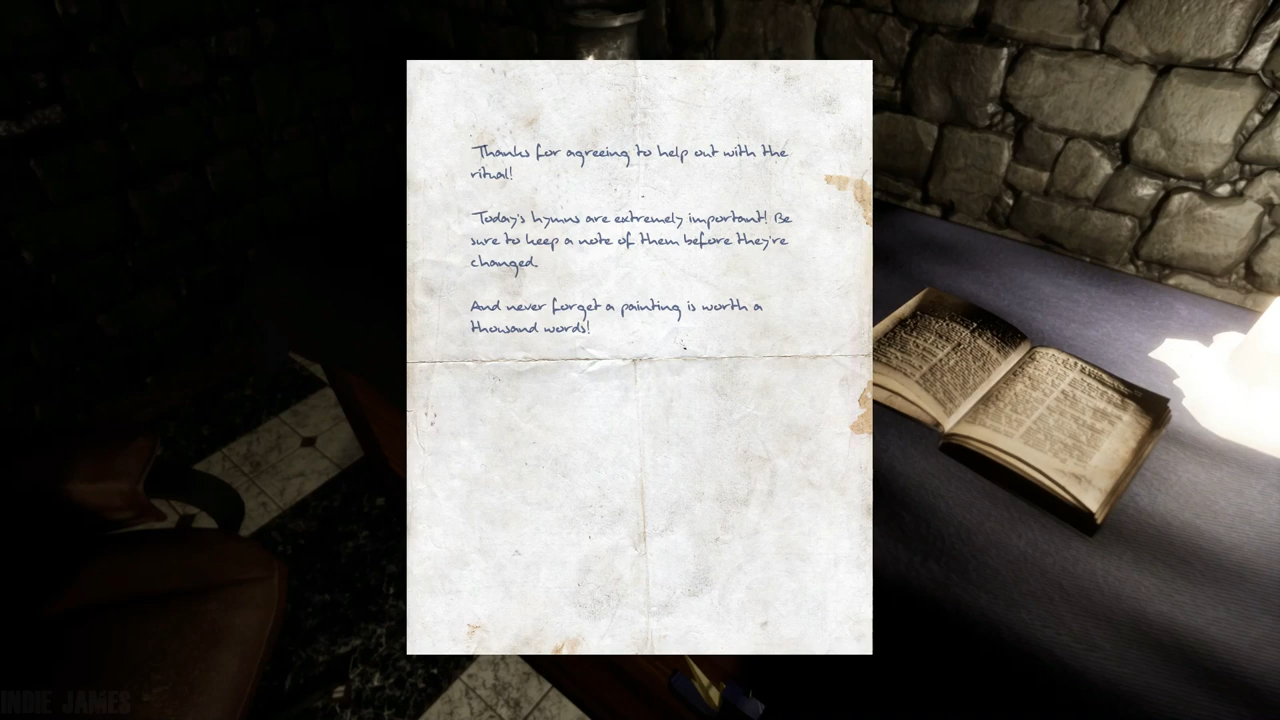 Thanks for agreeing to help out with the
ritual!
Today's hymns are extremely important! Be
sure to keep a note of them before they're
changed.
And never forget a painting is worth a
thousand words!
INDIE JAMES